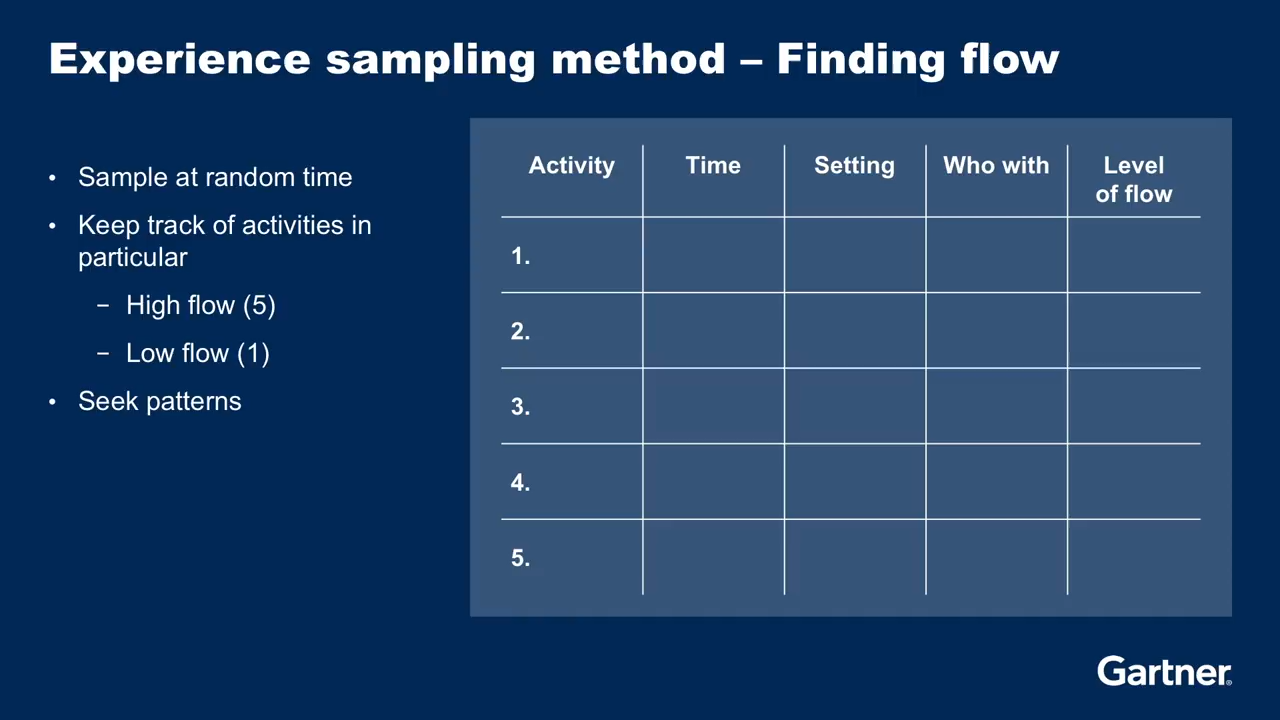 Experience sampling method – Finding flow
• Sample at random time
• Keep track of activities in
particular
− High flow (5)
− Low flow (1)
• Seek patterns
Activity Time Setting Who with Level
of flow
1.
2.
3.
4.
5.
Gartner®